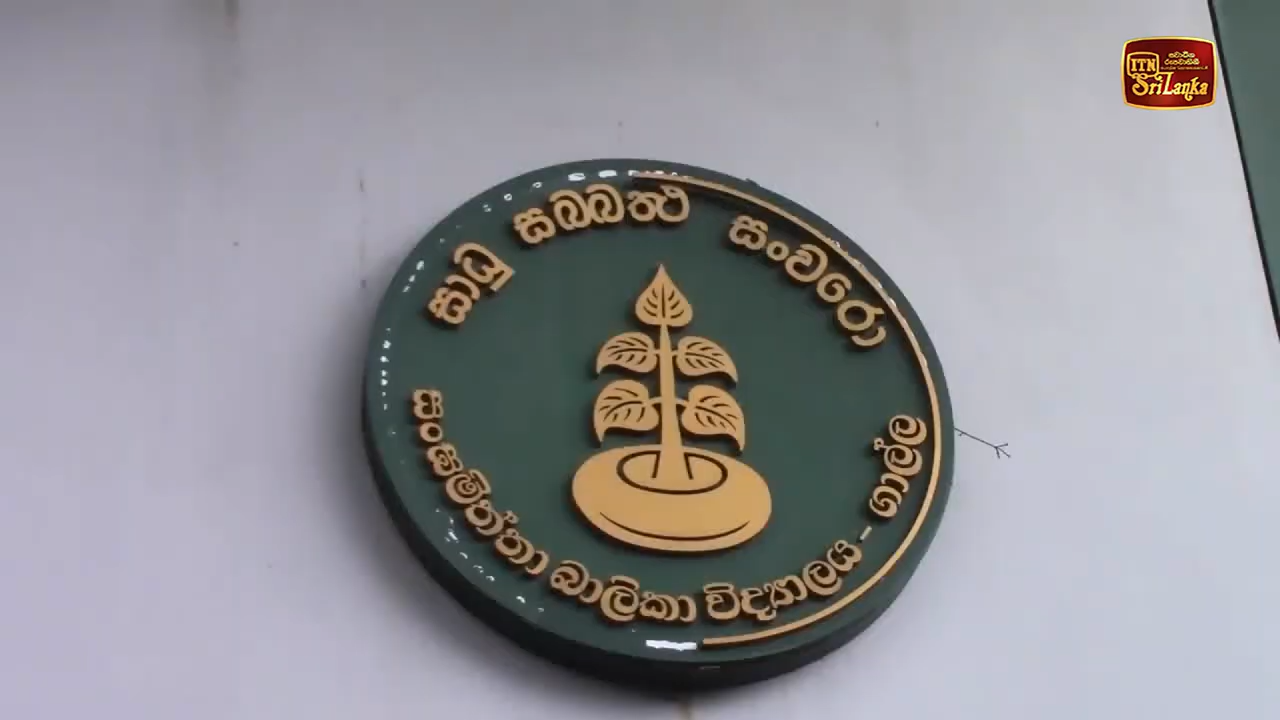 සාධු සබ්බත්ථ සංවරො
සංඝමිත්තා බාලිකා විද්‍යාලය - ගාල්ල
ITN
SriLanka